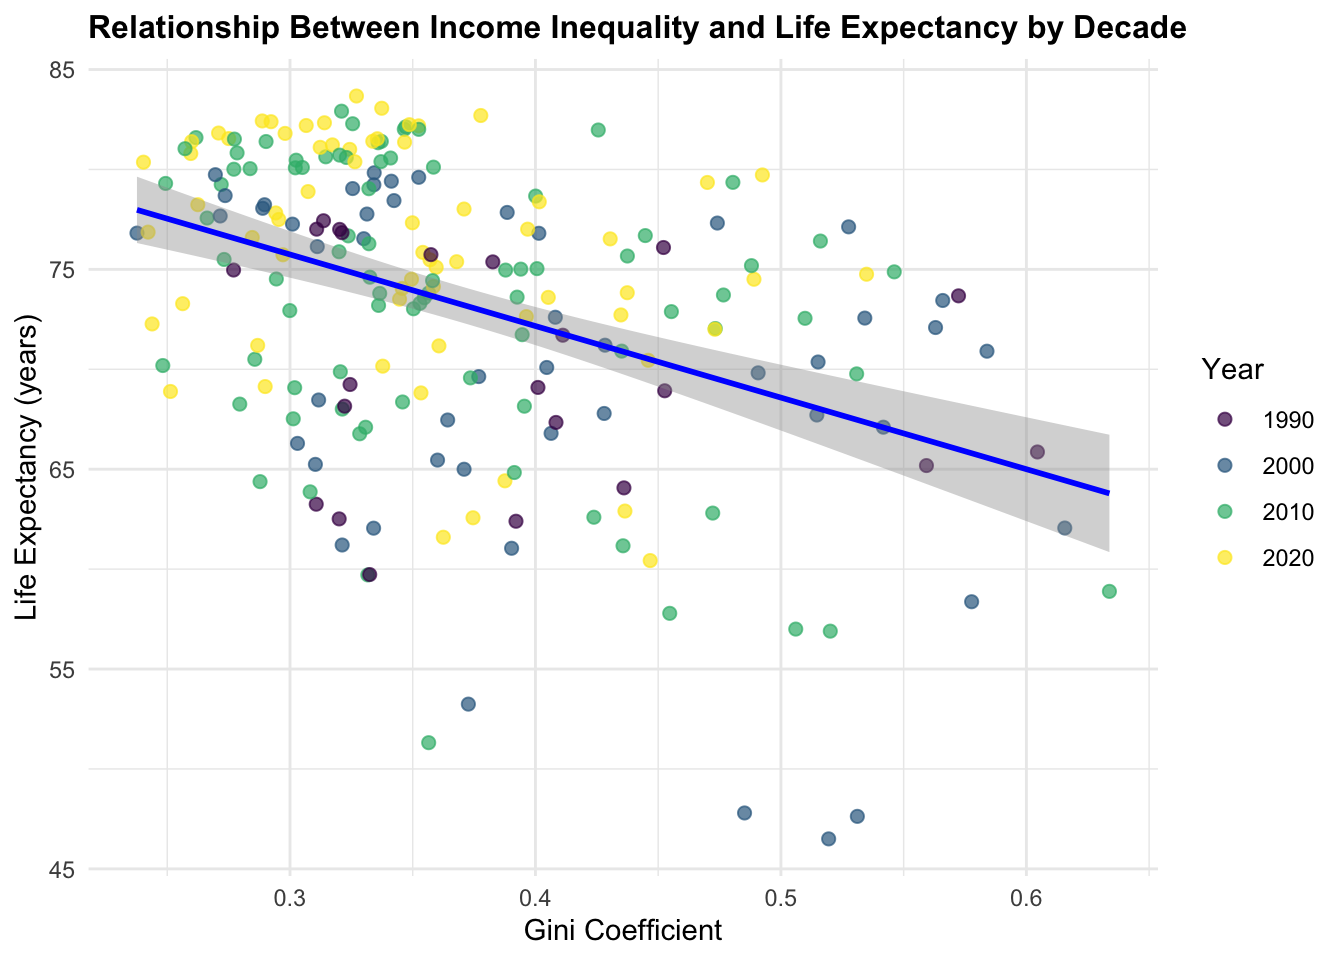 Relationship Between Income Inequality and Life Expectancy by Decade
85
75
65
55
45
Life Expectancy (years)
0.3 0.4 0.5 0.6
Gini Coefficient
Year
1990
2000
2010
2020